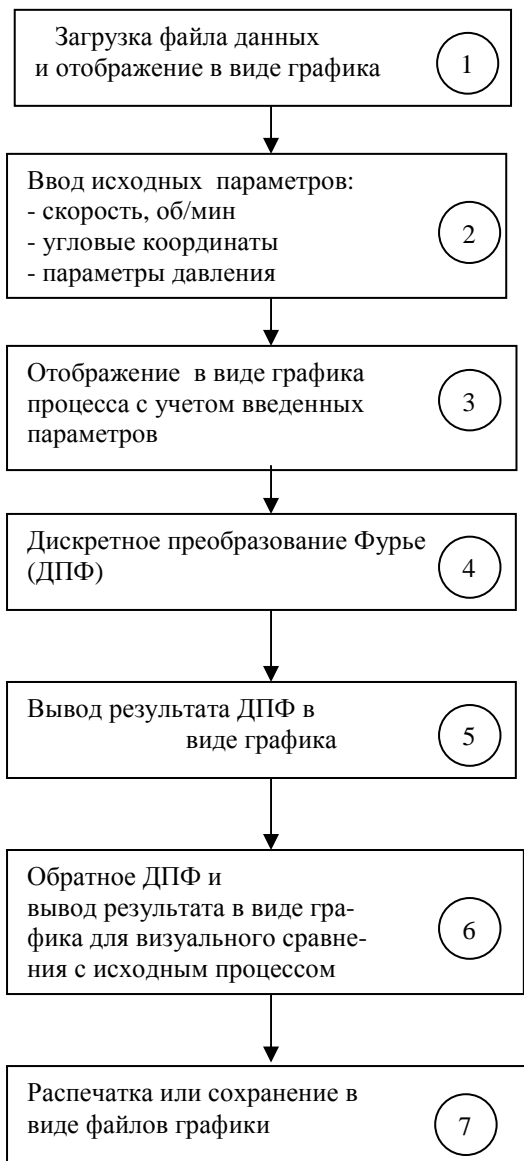 Загрузка файла данных
и отображение в виде графика
1
Ввод исходных параметров:
- скорость, об/мин
- угловые координаты
- параметры давления
2
Отображение в виде графика
процесса с учетом введенных
параметров
3
Дискретное преобразование Фурье
(ДПФ)
4
Вывод результата ДПФ в
виде графика
5
Обратное ДПФ и
вывод результата в виде гра-
фика для визуального сравне-
ния с исходным процессом
6
Распечатка или сохранение в
виде файлов графики
7